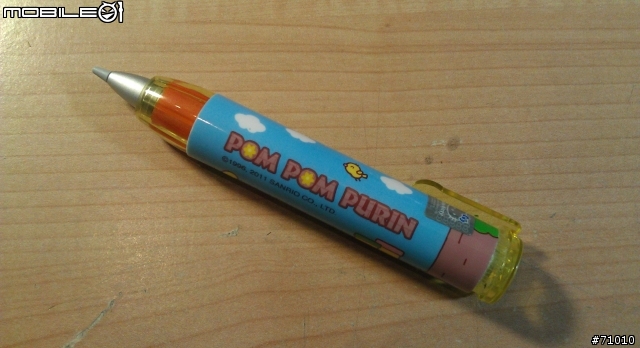 MOBILE01
POM POM PURIN
©1996, 2011 SANRIO CO., LTD.
#71010